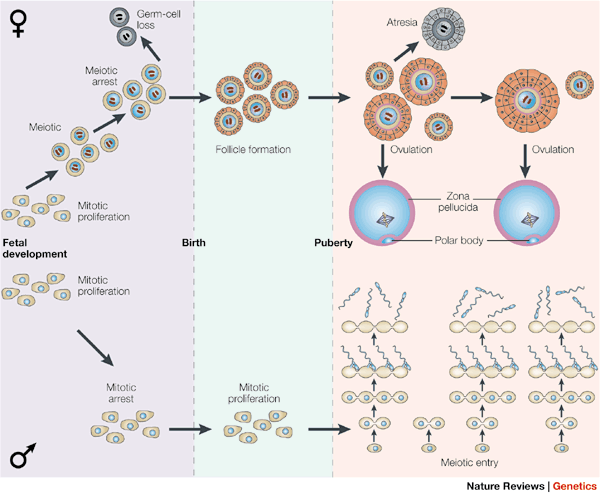 ♀
Germ-cell
loss
Atresia
Meiotic
arrest
Meiotic
Follicle formation
Ovulation
Ovulation
Mitotic
proliferation
Zona
pellucida
Fetal
development
Birth
Puberty
Polar body
Mitotic
proliferation
Mitotic
arrest
Mitotic
proliferation
Meiotic entry
♂
Nature Reviews | Genetics